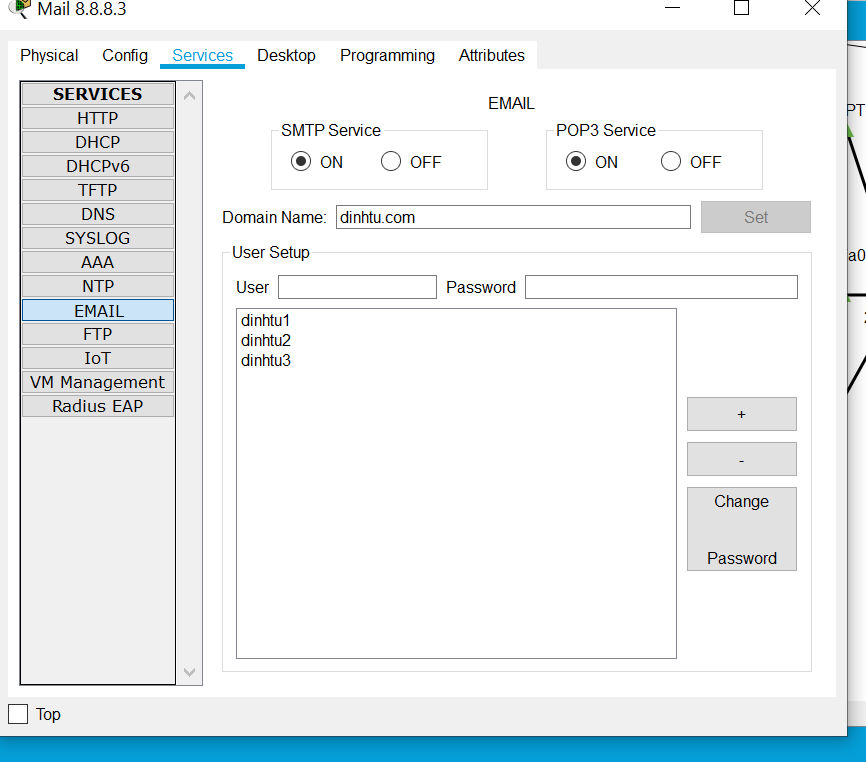 Mail 8.8.8.3
Physical Config Services Desktop Programming Attributes
SERVICES
HTTP
DHCP
DHCPv6
TFTP
DNS
SYSLOG
AAA
NTP
EMAIL
FTP
IoT
VM Management
Radius EAP
EMAIL
SMTP Service
ON OFF
POP3 Service
ON OFF
Domain Name: dinhtu.com Set
User Setup
User Password
dinhtu1
dinhtu2
dinhtu3
+
-
Change
Password
Top
PT
a0